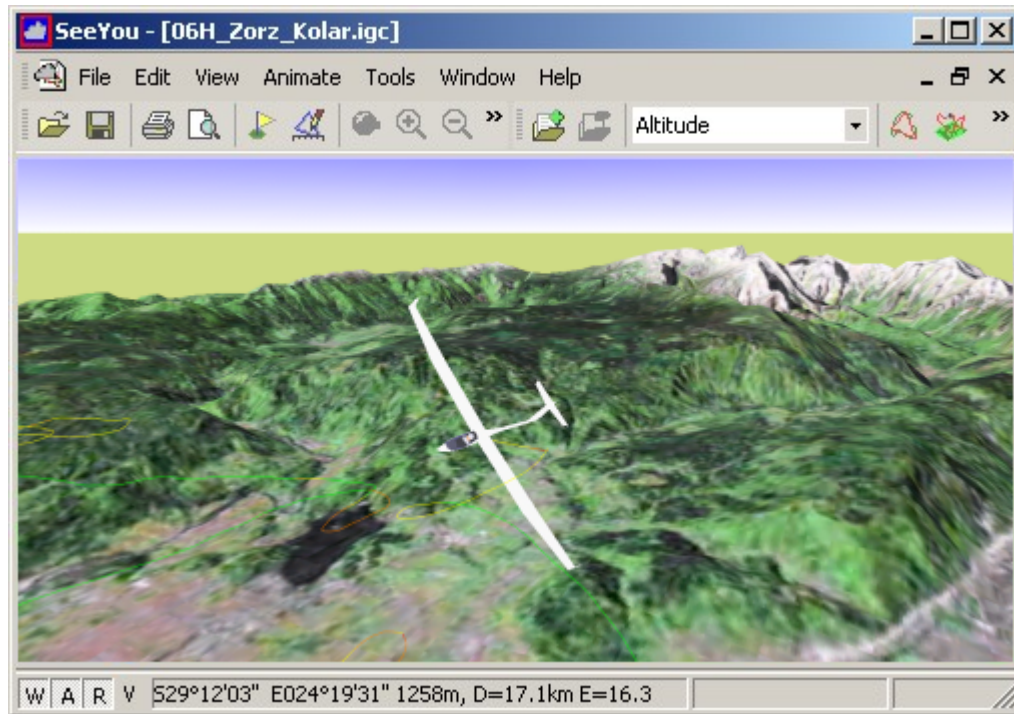 SeeYou - [06H_Zorz_Kolar.igc]
File Edit View Animate Tools Window Help
Altitude
W A R V S29°12'03" E024°19'31" 1258m, D=17.1km E=16.3